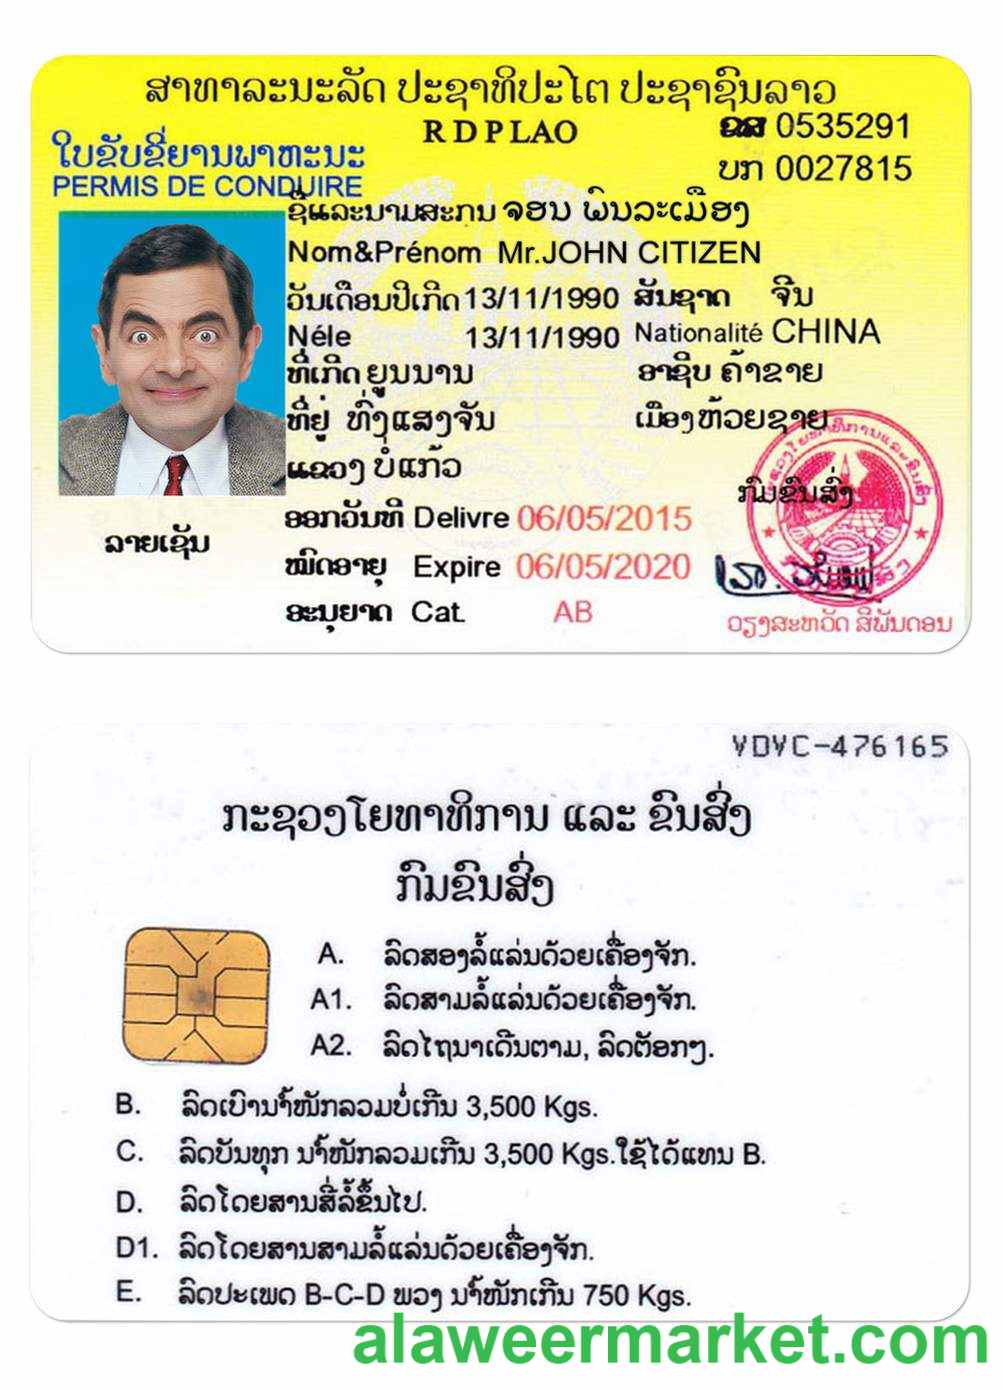 ສາທາລະນະລັດ ປະຊາທິປະໄຕ ປະຊາຊົນລາວ
R D P LAO
0535291
ໃບຂັບຂີ່ຍານພາຫະນະ
ບກ 0027815
PERMIS DE CONDUIRE
ຊື່ແລະນາມສະກນ ຈອນ ພົນລະເມືອງ
Nom&Prénom Mr.JOHN CITIZEN
ວັນເດືອນປີເກີດ 13/11/1990 ສັນຊາດ ຈີນ
Néle 13/11/1990 Nationalité CHINA
ທີ່ເກີດ ຍູນນານ ອາຊີບ ຄ້າຂາຍ
ທີ່ຢູ່ ທົ່ງແສງຈັນ ເມືອງ ຫ້ວຍຊາຍ
ແຂວງ ບໍ່ແກ້ວ
ກົມຂົນສົ່ງ
ອອກວັນທີ Delivre 06/05/2015
ລາຍເຊັນ
ໝົດອາຍຸ Expire 06/05/2020
ອະນຸຍາດ Cat. AB
ວຽງສະຫວັດ ສີພັນດອນ
VDVC-476165
ກະຊວງໂຍທາທິການ ແລະ ຂົນສົ່ງ
ກົມຂົນສົ່ງ
A. ລົດສອງລໍ້ແລ່ນດ້ວຍເຄື່ອງຈັກ.
A1. ລົດສາມລໍ້ແລ່ນດ້ວຍເຄື່ອງຈັກ.
A2. ລົດໄຖນາເດີນຕາມ, ລົດຕັອກໆ.
B. ລົດເບົານ້ຳໜັກລວມບໍ່ເກີນ 3,500 Kgs.
C. ລົດບັນທຸກ ນ້ຳໜັກລວມເກີນ 3,500 Kgs.ໃຊ້ໄດ້ແທນ B.
D. ລົດໂດຍສານສີ່ລໍ້ຂຶ້ນໄປ.
D1. ລົດໂດຍສານສາມລໍ້ແລ່ນດ້ວຍເຄື່ອງຈັກ.
E. ລົດປະເພດ B-C-D ພວງ ນ້ຳໜັກເກີນ 750 Kgs.
alaweermarket.com